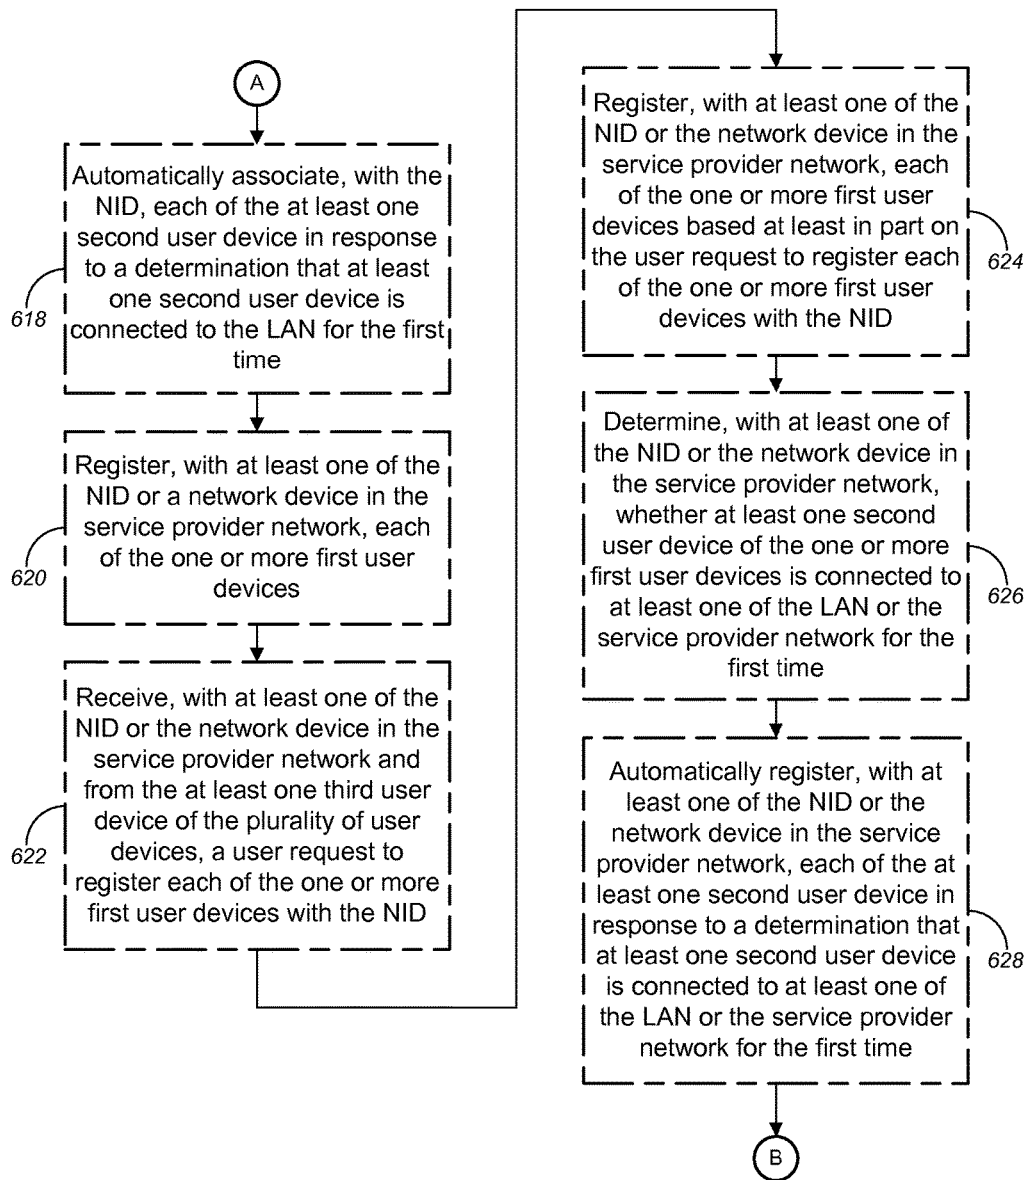 A
Automatically associate, with the
NID, each of the at least one
second user device in response
to a determination that at least
one second user device is
connected to the LAN for the first
time
618
Register, with at least one of the
NID or a network device in the
service provider network, each
of the one or more first user
devices
620
Receive, with at least one of the
NID or the network device in the
service provider network and
from the at least one third user
device of the plurality of user
devices, a user request to
register each of the one or more
first user devices with the NID
622
Register, with at least one of the
NID or the network device in the
service provider network, each
of the one or more first user
devices based at least in part on
the user request to register each
of the one or more first user
devices with the NID
624
Determine, with at least one of
the NID or the network device in
the service provider network,
whether at least one second
user device of the one or more
first user devices is connected to
at least one of the LAN or the
service provider network for the
first time
626
Automatically register, with at
least one of the NID or the
network device in the service
provider network, each of the at
least one second user device in
response to a determination that
at least one second user device
is connected to at least one of
the LAN or the service provider
network for the first time
628
B